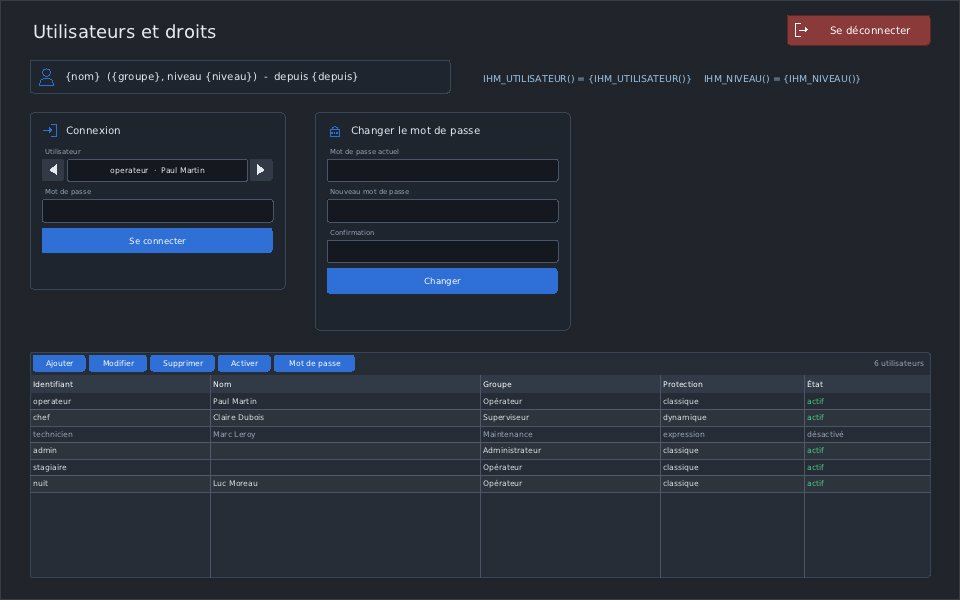 Utilisateurs et droits
Se déconnecter
{nom}  ({groupe}, niveau {niveau})  -  depuis {depuis}
IHM_UTILISATEUR() = {IHM_UTILISATEUR()}    IHM_NIVEAU() = {IHM_NIVEAU()}
Connexion
Utilisateur
operateur  ·  Paul Martin
Mot de passe
Se connecter
Changer le mot de passe
Mot de passe actuel
Nouveau mot de passe
Confirmation
Changer
Ajouter Modifier Supprimer Activer Mot de passe 6 utilisateurs
Identifiant Nom Groupe Protection État
operateur Paul Martin Opérateur classique actif
chef Claire Dubois Superviseur dynamique actif
technicien Marc Leroy Maintenance expression désactivé
admin Administrateur classique actif
stagiaire Opérateur classique actif
nuit Luc Moreau Opérateur classique actif